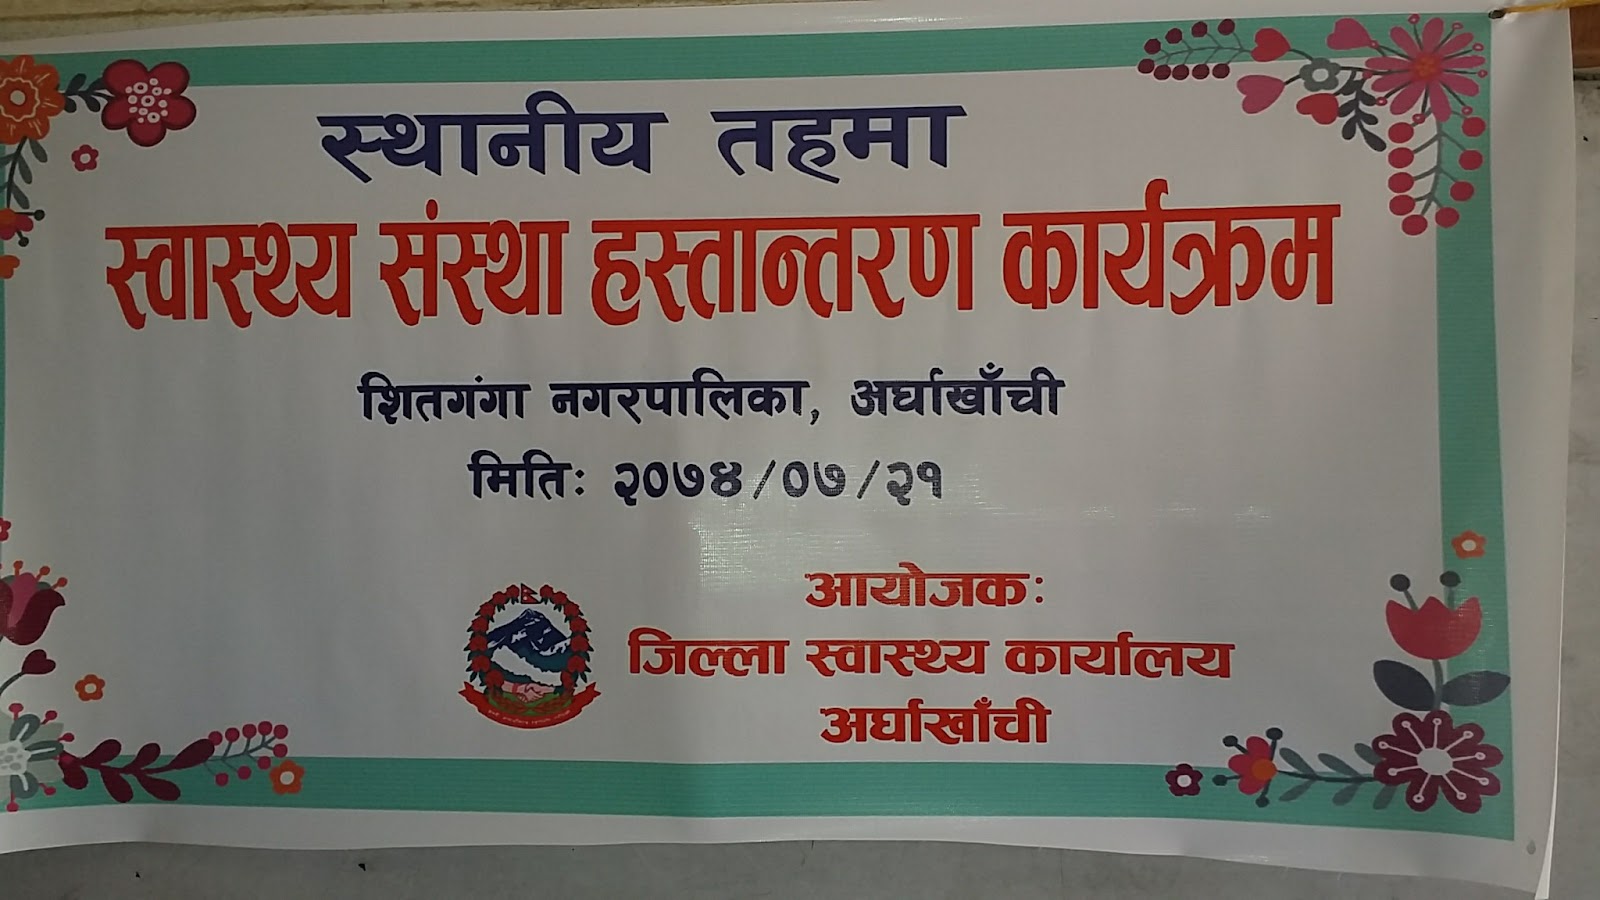 स्थानीय तहमा
स्वास्थ्य संस्था हस्तान्तरण कार्यक्रम
शितगंगा नगरपालिका, अर्घाखाँची
मितिः २०७४/०७/२१
आयोजकः
जिल्ला स्वास्थ्य कार्यालय
अर्घाखाँची